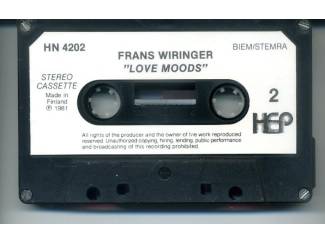 HN 4202
FRANS WIRINGER
BIEM/STEMRA
"LOVE MOODS"
STEREO
CASSETTE
Made in
Finland
℗ 1981
2
HEP
All rights of the producer and the owner of the work reproduced
reserved. Unauthorized copying, hiring, lending, public performance
and broadcasting of this recording prohibited.